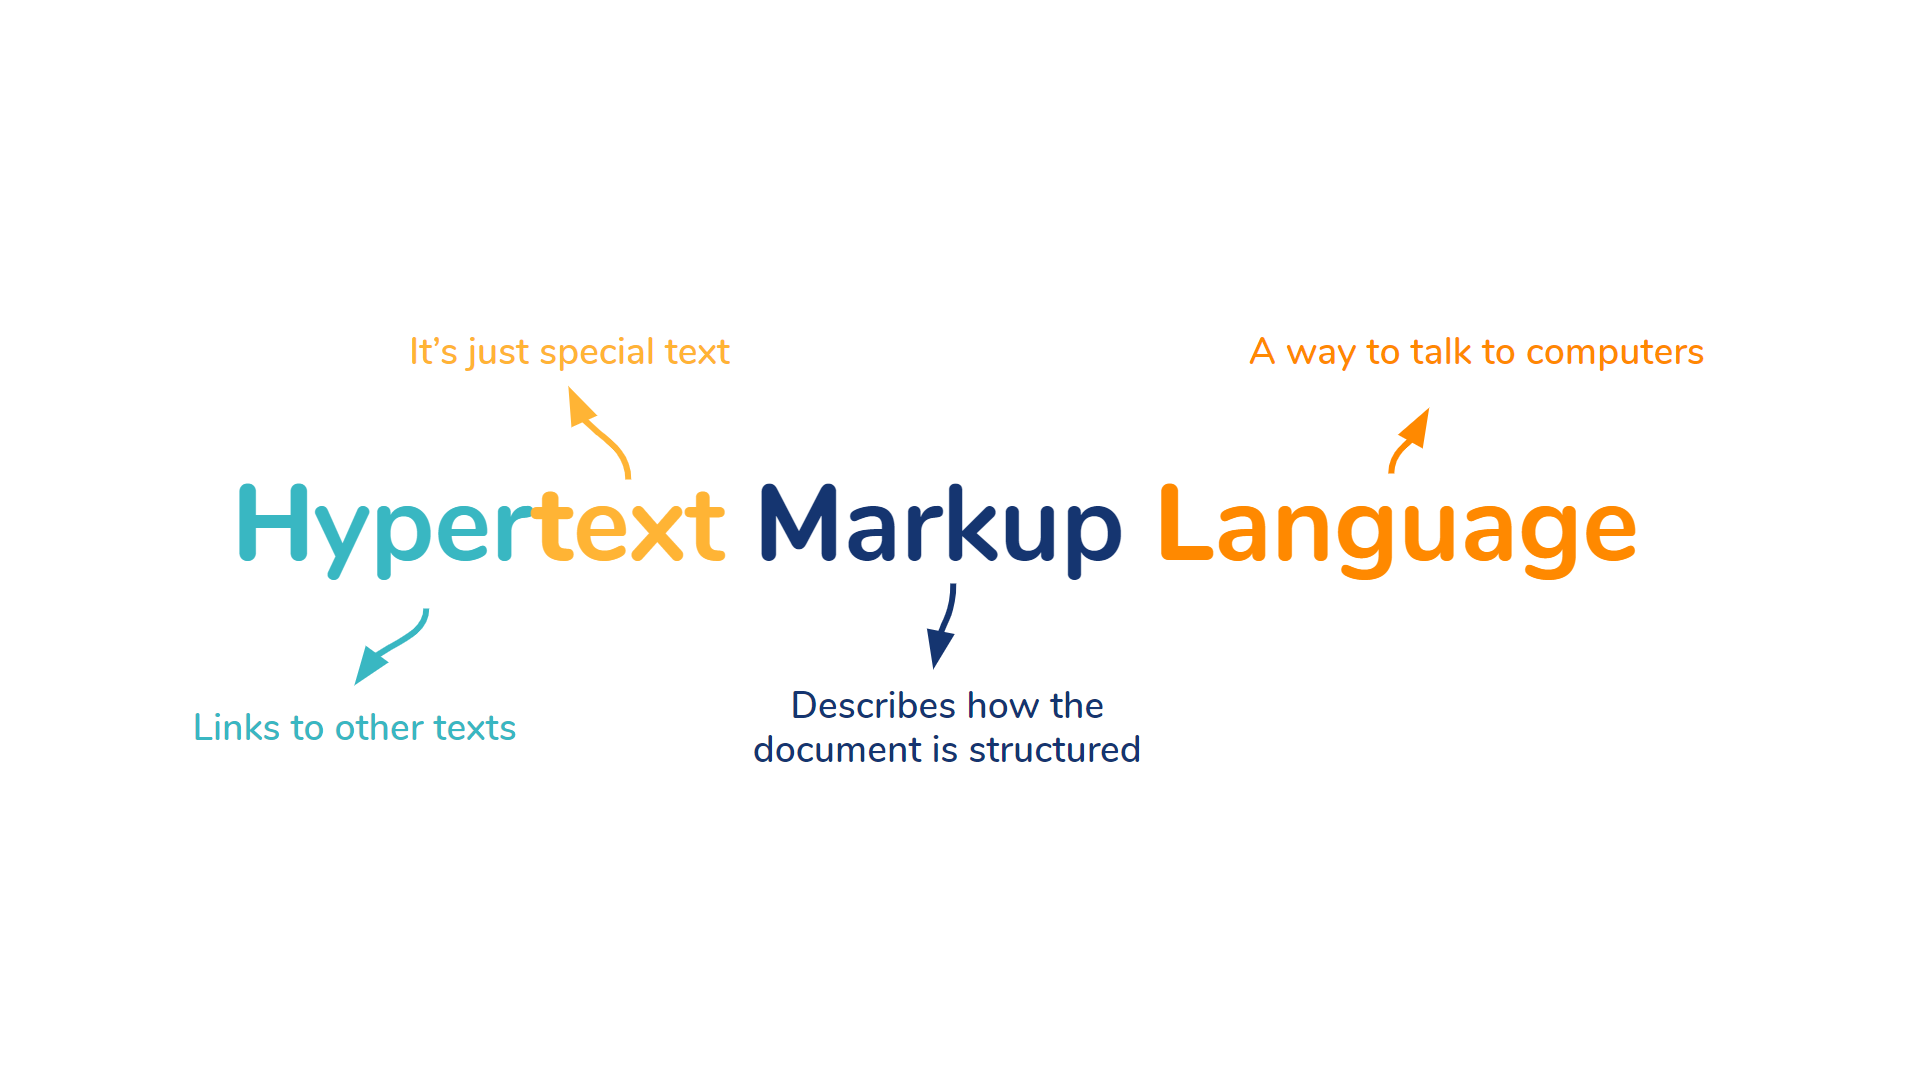 It’s just special text
A way to talk to computers
Hypertext Markup Language
Links to other texts
Describes how the
document is structured